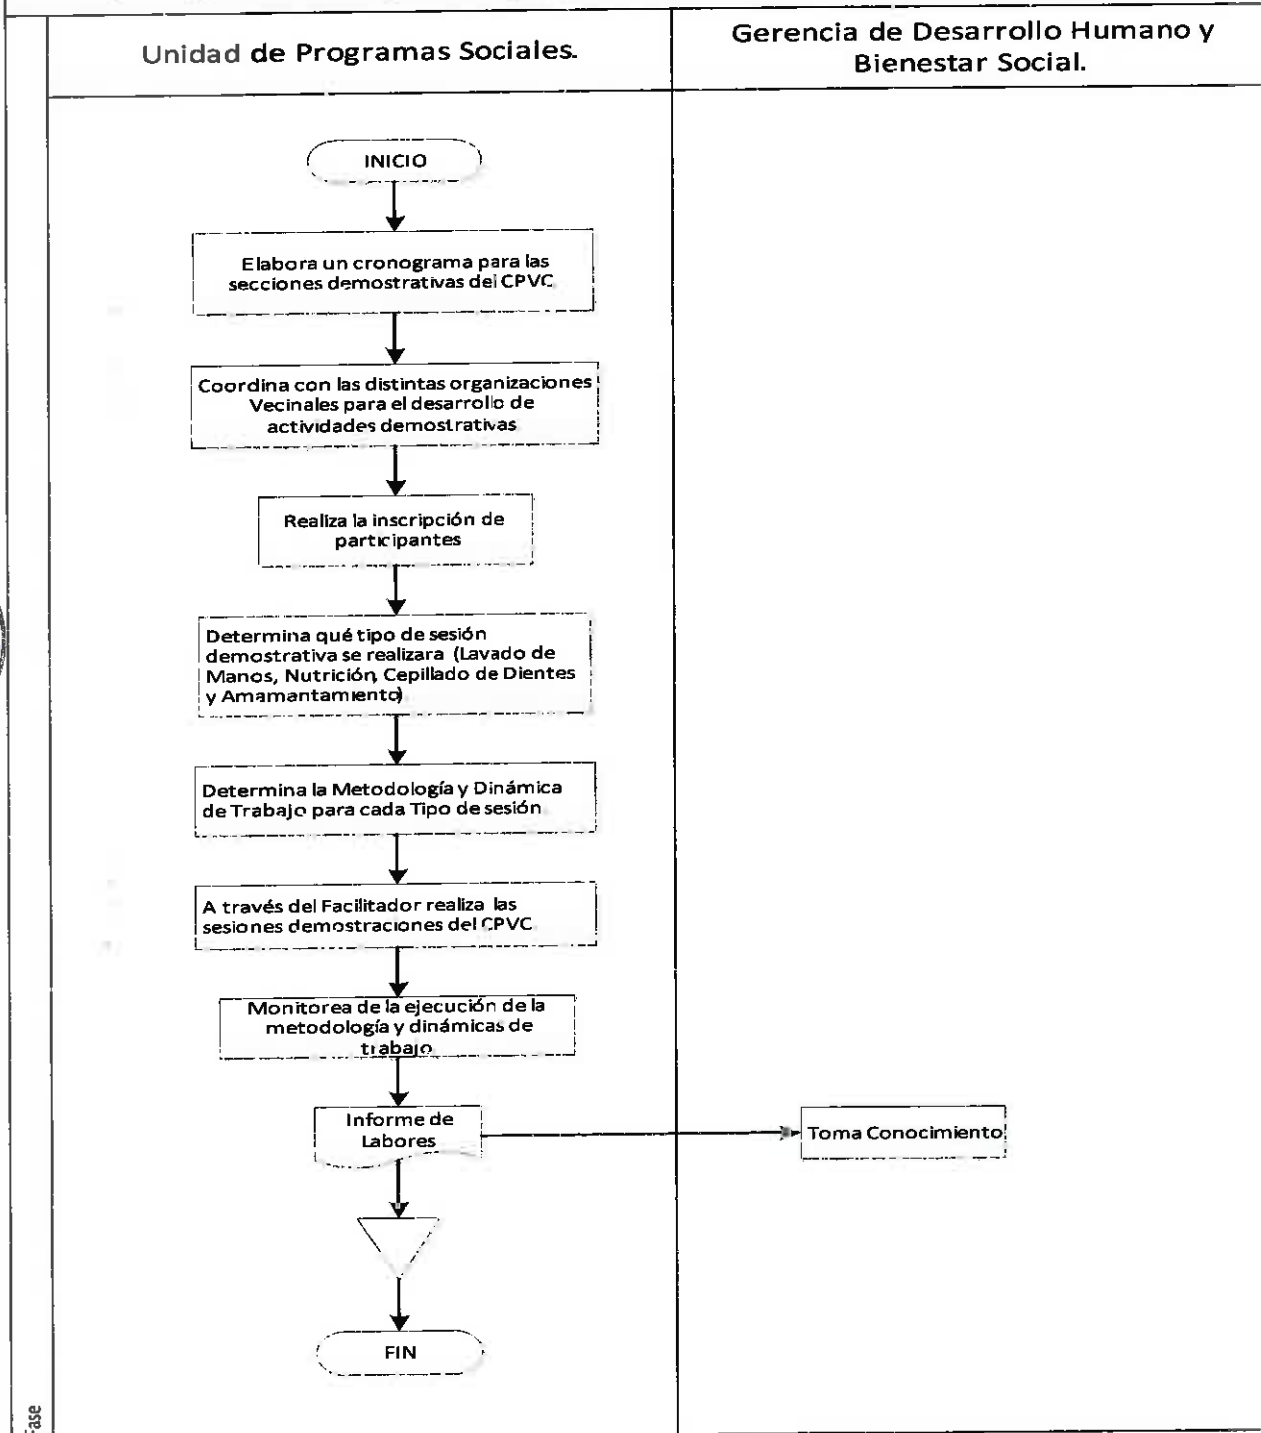 Unidad de Programas Sociales.
Gerencia de Desarrollo Humano y
Bienestar Social.
INICIO
Elabora un cronograma para las
secciones demostrativas del CPVC.
Coordina con las distintas organizaciones
Vecinales para el desarrollo de
actividades demostrativas
Realiza la inscripción de
participantes
Determina qué tipo de sesión
demostrativa se realizara (Lavado de
Manos, Nutrición, Cepillado de Dientes
y Amamantamiento)
Determina la Metodología y Dinámica
de Trabajo para cada Tipo de sesión.
A través del Facilitador realiza las
sesiones demostraciones del CPVC.
Monitorea de la ejecución de la
metodología y dinámicas de
trabajo
Informe de
Labores
Toma Conocimiento
FIN
Fase